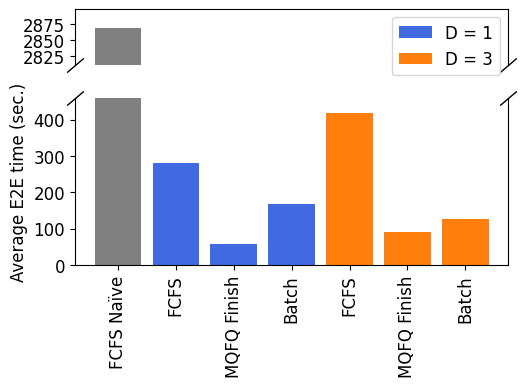 2875
2850
2825
D = 1
D = 3
Average E2E time (sec.)
400
300
200
100
0
FCFS Naïve
FCFS
MQFQ Finish
Batch
FCFS
MQFQ Finish
Batch